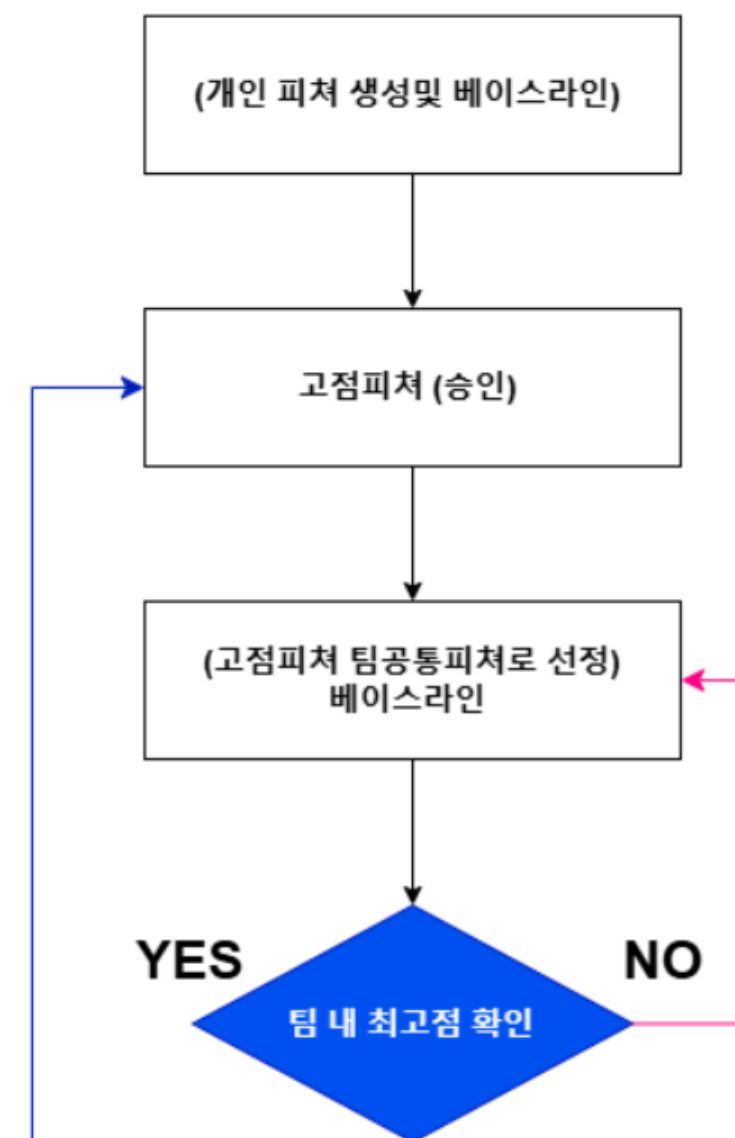 (개인 피쳐 생성및 베이스라인)
고점피쳐 (승인)
(고점피쳐 팀공통피쳐로 선정)
베이스라인
YES
NO
팀 내 최고점 확인